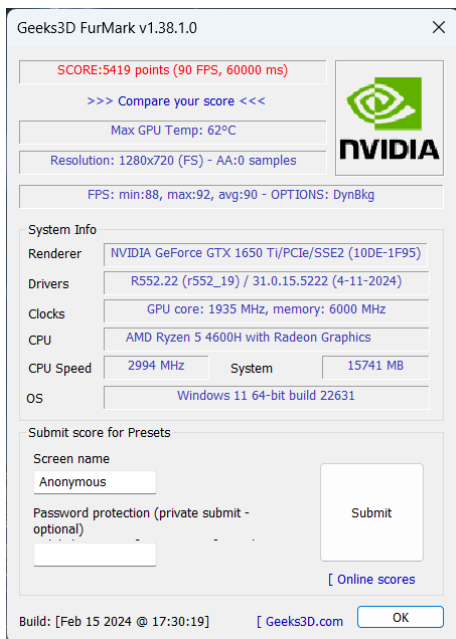 Geeks3D FurMark v1.38.1.0
SCORE:5419 points (90 FPS, 60000 ms)
>>> Compare your score <<<
Max GPU Temp: 62ºC
Resolution: 1280x720 (FS) - AA:0 samples
NVIDIA
FPS: min:88, max:92, avg:90 - OPTIONS: DynBkg
System Info
Renderer NVIDIA GeForce GTX 1650 Ti/PCIe/SSE2 (10DE-1F95)
Drivers R552.22 (r552_19) / 31.0.15.5222 (4-11-2024)
Clocks GPU core: 1935 MHz, memory: 6000 MHz
CPU AMD Ryzen 5 4600H with Radeon Graphics
CPU Speed 2994 MHz System 15741 MB
OS Windows 11 64-bit build 22631
Submit score for Presets
Screen name
Anonymous
Password protection (private submit -
optional)
Submit
[ Online scores
Build: [Feb 15 2024 @ 17:30:19] [ Geeks3D.com OK